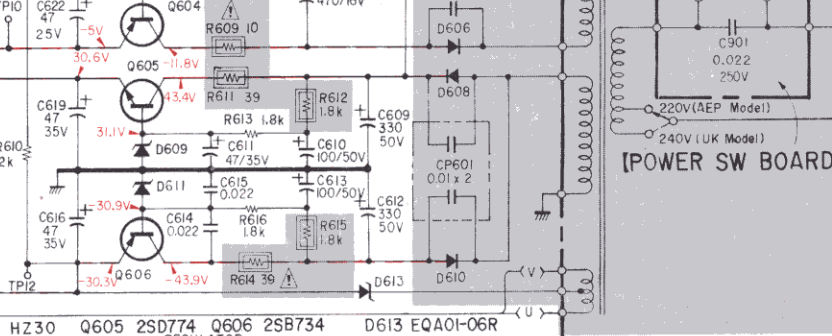 TP10
C622
47
25V
-5V
30.6V
Q604
-11.8V
R609 10
470/16V
D606
C901
0.022
250V
Q605
43.4V
R611 39
D608
C619
47
35V
31.1V
R613 1.8k
R612
1.8k
C609
330
50V
220V (AEP Model)
240V (UK Model)
[POWER SW BOARD
R610
2k
D609
C611
47/35V
C610
100/50V
CP601
0.01 x 2
D611
C615
0.022
C613
100/50V
-30.9V
C616
47
35V
C614
0.022
R616
1.8k
R615
1.8k
C612
330
50V
TP12
-30.3V
Q606
-43.9V
R614 39
D613
D610
V
U
HZ30 Q605 2SD774 Q606 2SB734 D613 EQA01-06R